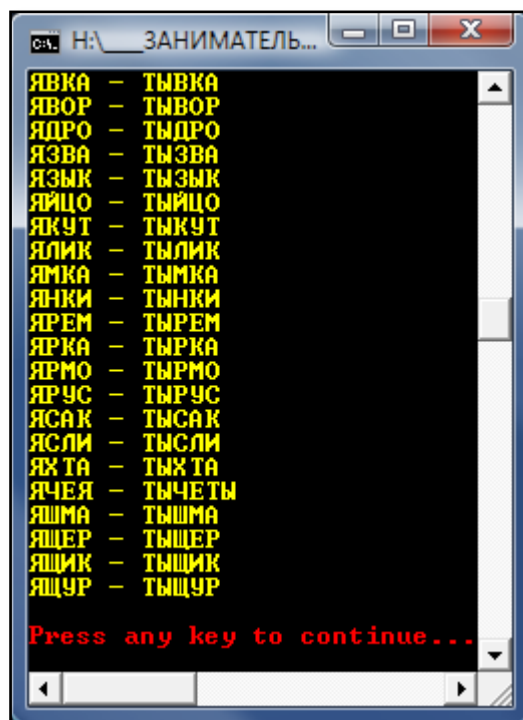 H:\___ЗАНИМАТЕЛЬ...
ЯВКА - ТЫВКА
ЯВОР - ТЫВОР
ЯДРО - ТЫДРО
ЯЗВА - ТЫЗВА
ЯЗЫК - ТЫЗЫК
ЯЙЦО - ТЫЙЦО
ЯКУТ - ТЫКУТ
ЯЛИК - ТЫЛИК
ЯМКА - ТЫМКА
ЯНКИ - ТЫНКИ
ЯРЕМ - ТЫРЕМ
ЯРКА - ТЫРКА
ЯРМО - ТЫРМО
ЯРУС - ТЫРУС
ЯСАК - ТЫСАК
ЯСЛИ - ТЫСЛИ
ЯХТА - ТЫХТА
ЯЧЕЯ - ТЫЧЕТЫ
ЯШМА - ТЫШМА
ЯЩЕР - ТЫЩЕР
ЯЩИК - ТЫЩИК
ЯЩУР - ТЫЩУР
Press any key to continue...